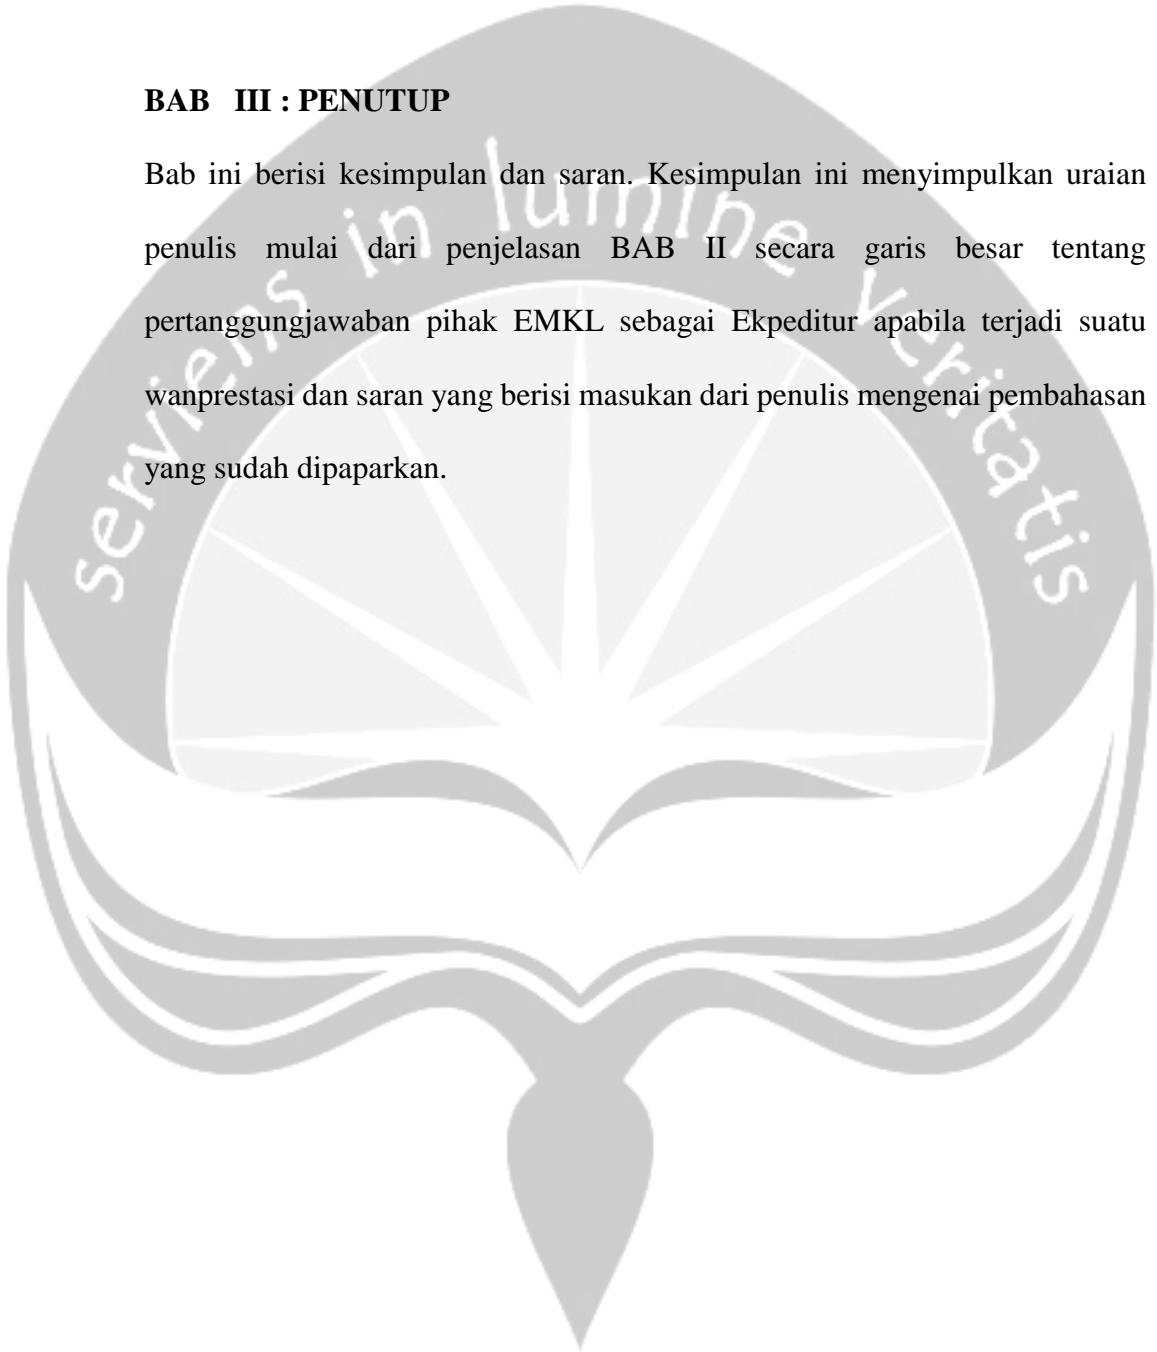 BAB III : PENUTUP
Bab ini berisi kesimpulan dan saran. Kesimpulan ini menyimpulkan uraian
penulis mulai dari penjelasan BAB II secara garis besar tentang
pertanggungjawaban pihak EMKL sebagai Ekpeditur apabila terjadi suatu
wanprestasi dan saran yang berisi masukan dari penulis mengenai pembahasan
yang sudah dipaparkan.
serviens in lumine veritatis